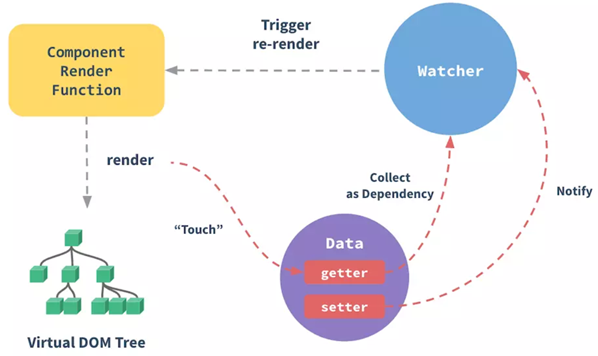 Component
Render
Function
Trigger
re-render
Watcher
render
“Touch”
Collect
as Dependency
Notify
Data
getter
setter
Virtual DOM Tree